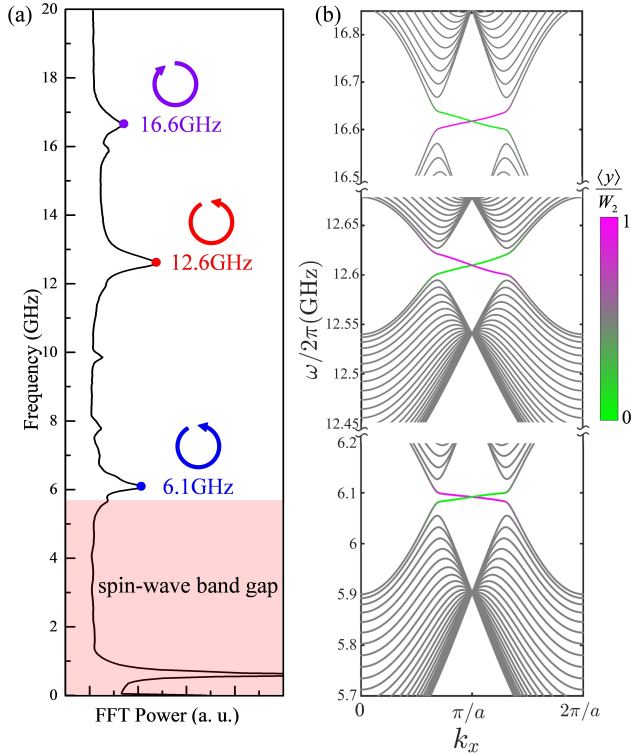 (a)
20
18
16
14
12
10
8
6
4
2
0
Frequency (GHz)
16.6GHz
12.6GHz
6.1GHz
spin-wave band gap
FFT Power (a. u.)
(b)
16.8
16.7
16.6
16.5
12.65
12.6
12.55
12.5
12.45
6.2
6.1
6
5.9
5.8
5.7
ω/2π(GHz)
0
π/a
2π/a
kₓ
⟨y⟩
W₂
1
0